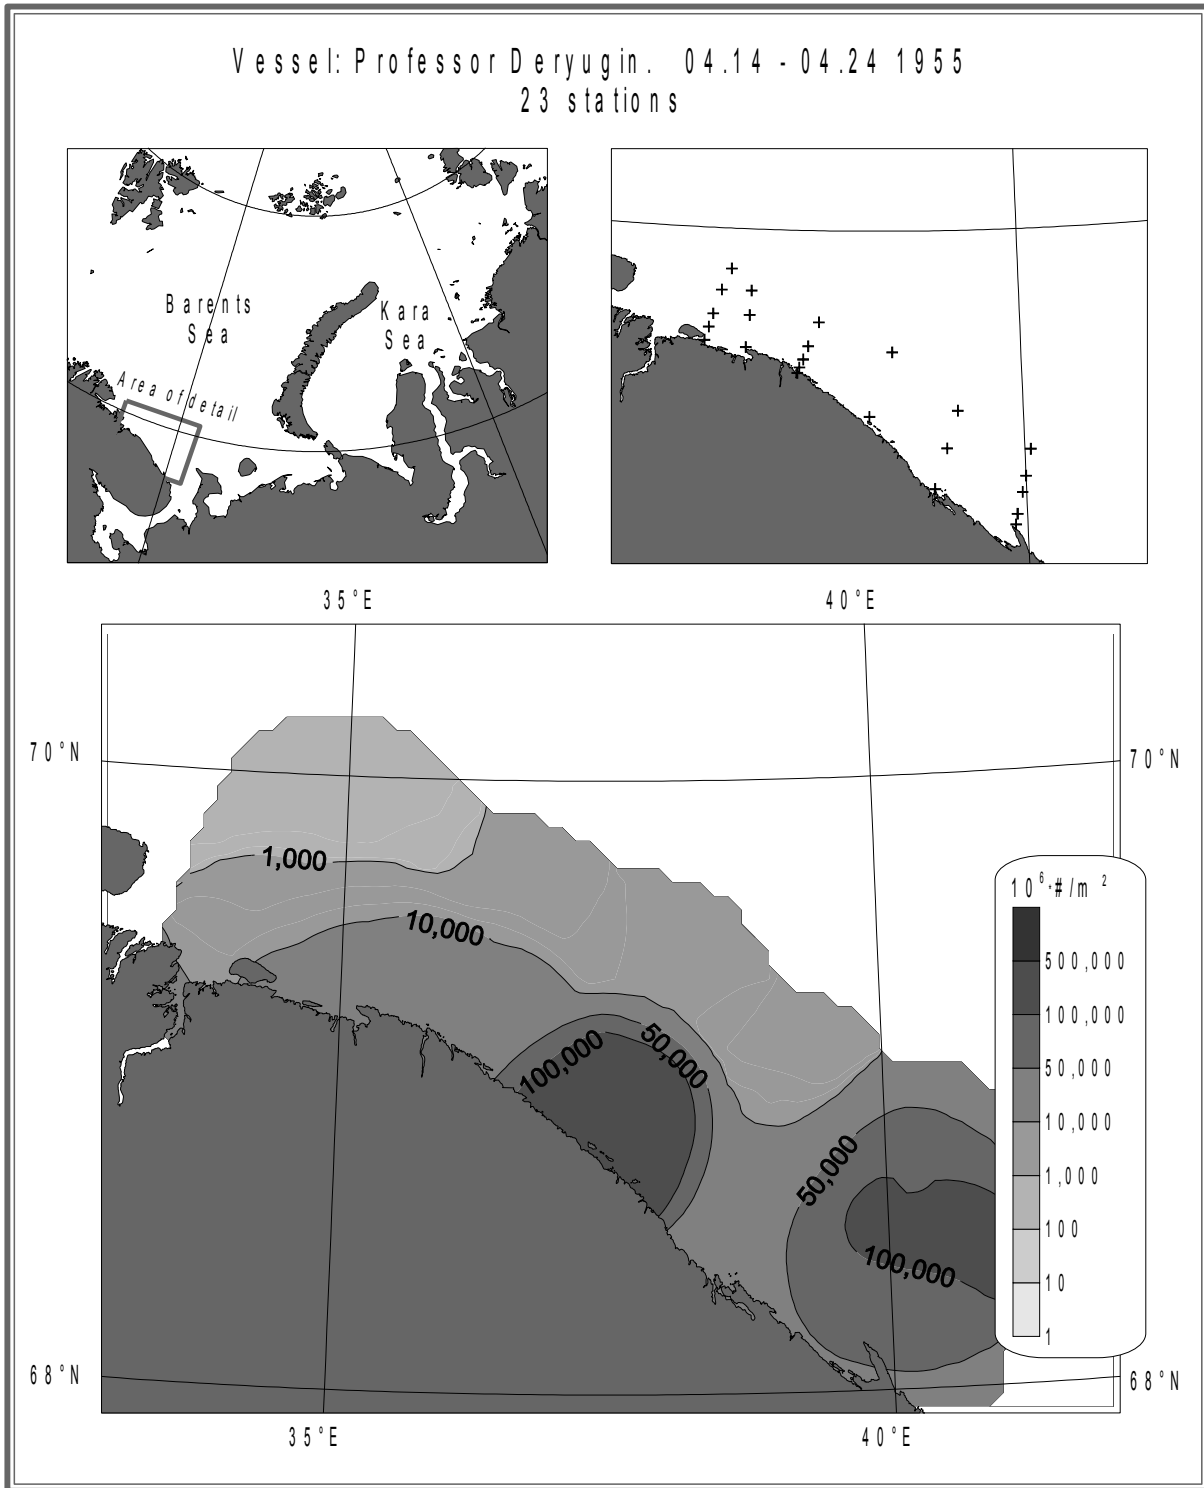 Vessel: Professor Deryugin. 04.14 - 04.24 1955
23 stations
Barents
Sea
Kara
Sea
Area of detail
35°E
40°E
70°N
70°N
1,000
10,000
100,000
50,000
50,000
100,000
10⁶·#/m²
500,000
100,000
50,000
10,000
1,000
100
10
1
68°N
68°N
35°E
40°E